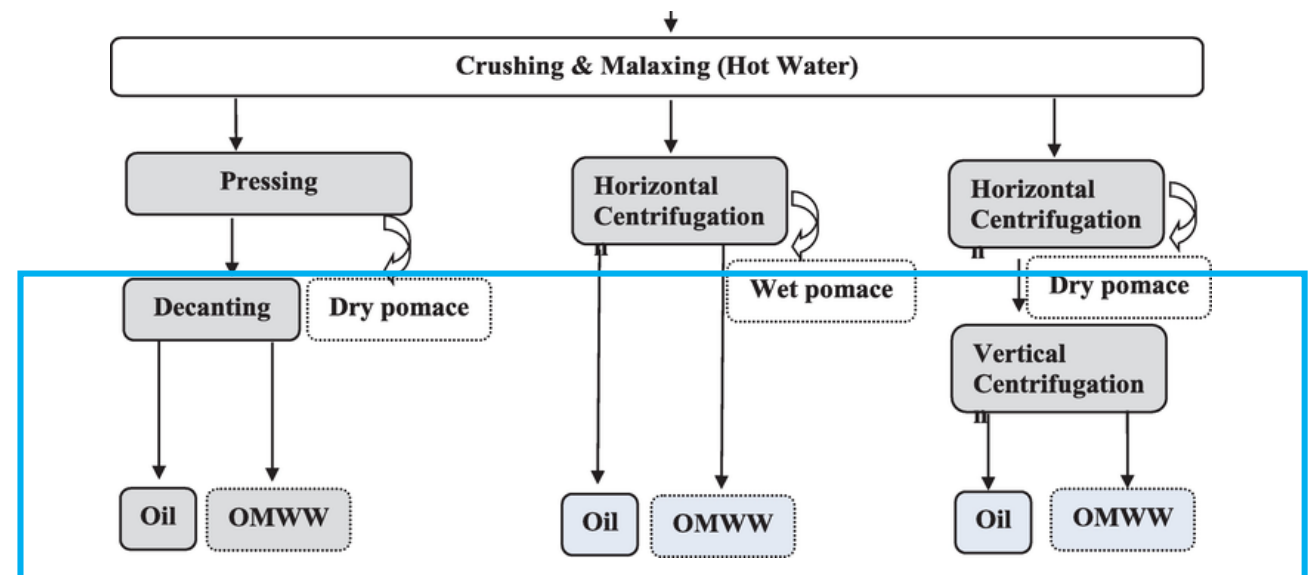 Crushing & Malaxing (Hot Water)
Pressing
Horizontal
Centrifugation
n
Horizontal
Centrifugation
n
Decanting
Dry pomace
Wet pomace
Dry pomace
Vertical
Centrifugation
n
Oil
OMWW
Oil
OMWW
Oil
OMWW